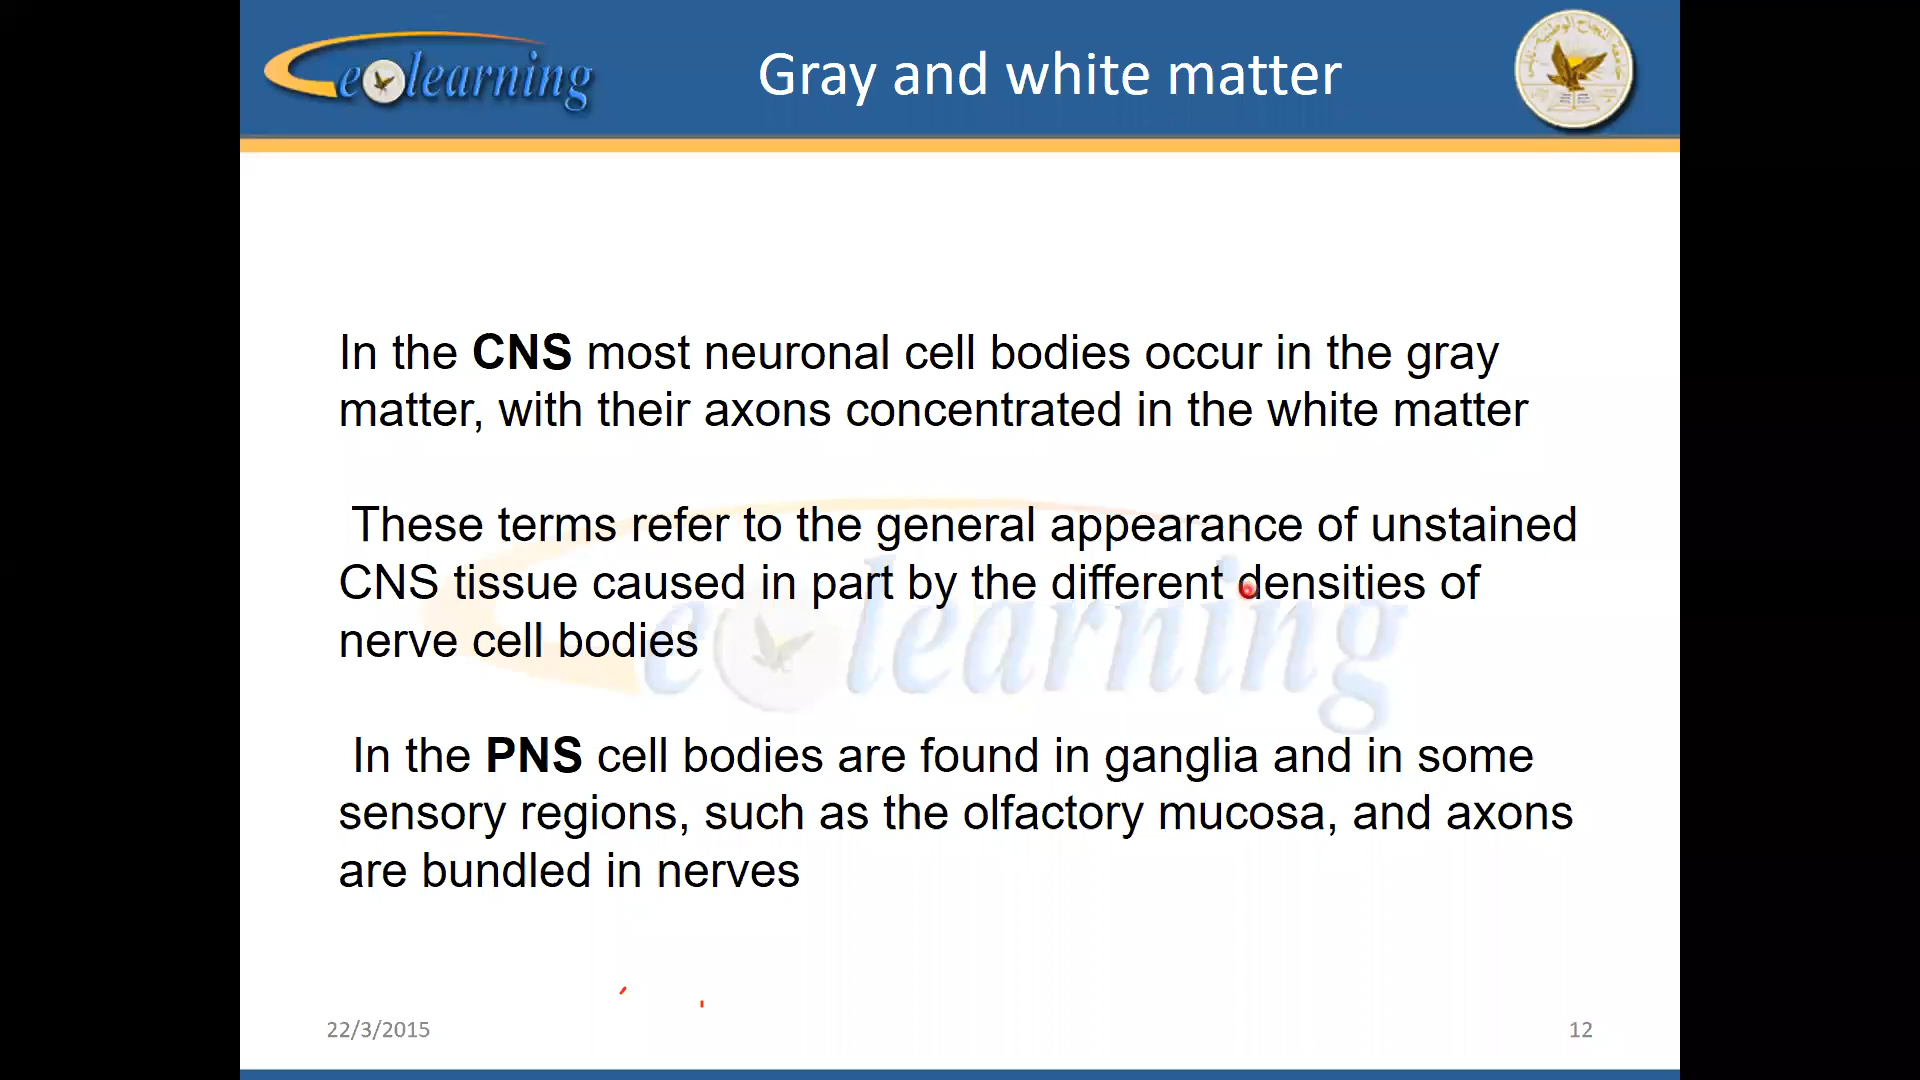 elearning
Gray and white matter
In the CNS most neuronal cell bodies occur in the gray
matter, with their axons concentrated in the white matter
These terms refer to the general appearance of unstained
CNS tissue caused in part by the different densities of
nerve cell bodies
In the PNS cell bodies are found in ganglia and in some
sensory regions, such as the olfactory mucosa, and axons
are bundled in nerves
elearning
22/3/2015
12